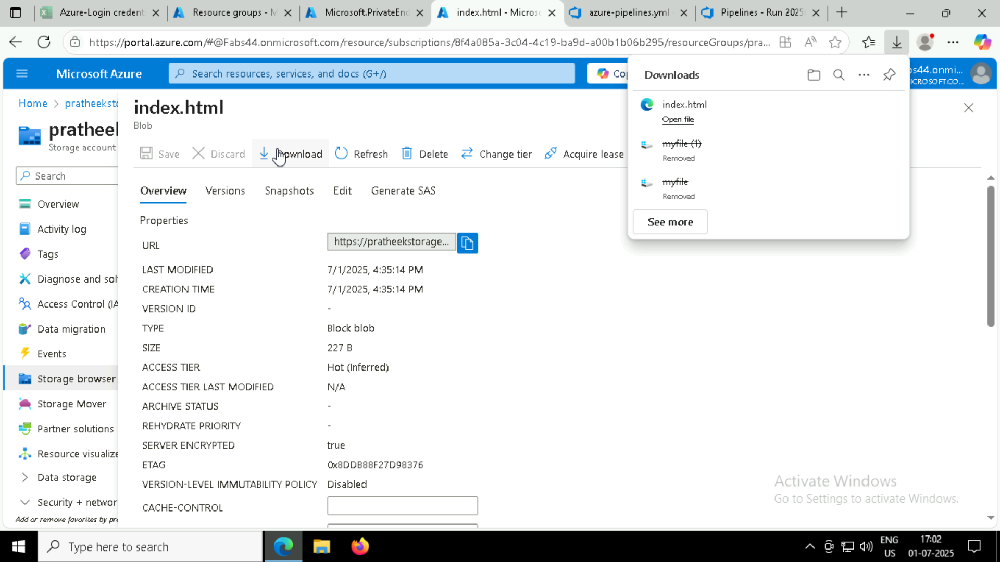 Azure-Login credent
Resource groups - M
Microsoft.PrivateEnd
index.html - Microso
azure-pipelines.yml -
Pipelines - Run 2025
https://portal.azure.com/#@Fabs44.onmicrosoft.com/resource/subscriptions/8f4a085a-3c04-4c19-ba9d-a00b1b06b295/resourceGroups/pra...
Microsoft Azure
Search resources, services, and docs (G+/)
Cop
bs44.onmi...
ICROSOFT.CO...
Home > pratheeksto
pratheek
Storage account
Search
Overview
Activity log
Tags
Diagnose and sol
Access Control (IA
Data migration
Events
Storage browser
Storage Mover
Partner solutions
Resource visualize
Data storage
Security + networ
Add or remove favorites by pre
index.html
Blob
Save
Discard
Download
Refresh
Delete
Change tier
Acquire lease
Overview
Versions
Snapshots
Edit
Generate SAS
Properties
URL https://pratheekstorage...
LAST MODIFIED 7/1/2025, 4:35:14 PM
CREATION TIME 7/1/2025, 4:35:14 PM
VERSION ID -
TYPE Block blob
SIZE 227 B
ACCESS TIER Hot (Inferred)
ACCESS TIER LAST MODIFIED N/A
ARCHIVE STATUS -
REHYDRATE PRIORITY -
SERVER ENCRYPTED true
ETAG 0x8DDB88F27D98376
VERSION-LEVEL IMMUTABILITY POLICY Disabled
CACHE-CONTROL
Downloads
index.html
Open file
myfile (1)
Removed
myfile
Removed
See more
Activate Windows
Go to Settings to activate Windows.
Type here to search
ENG
US
17:02
01-07-2025